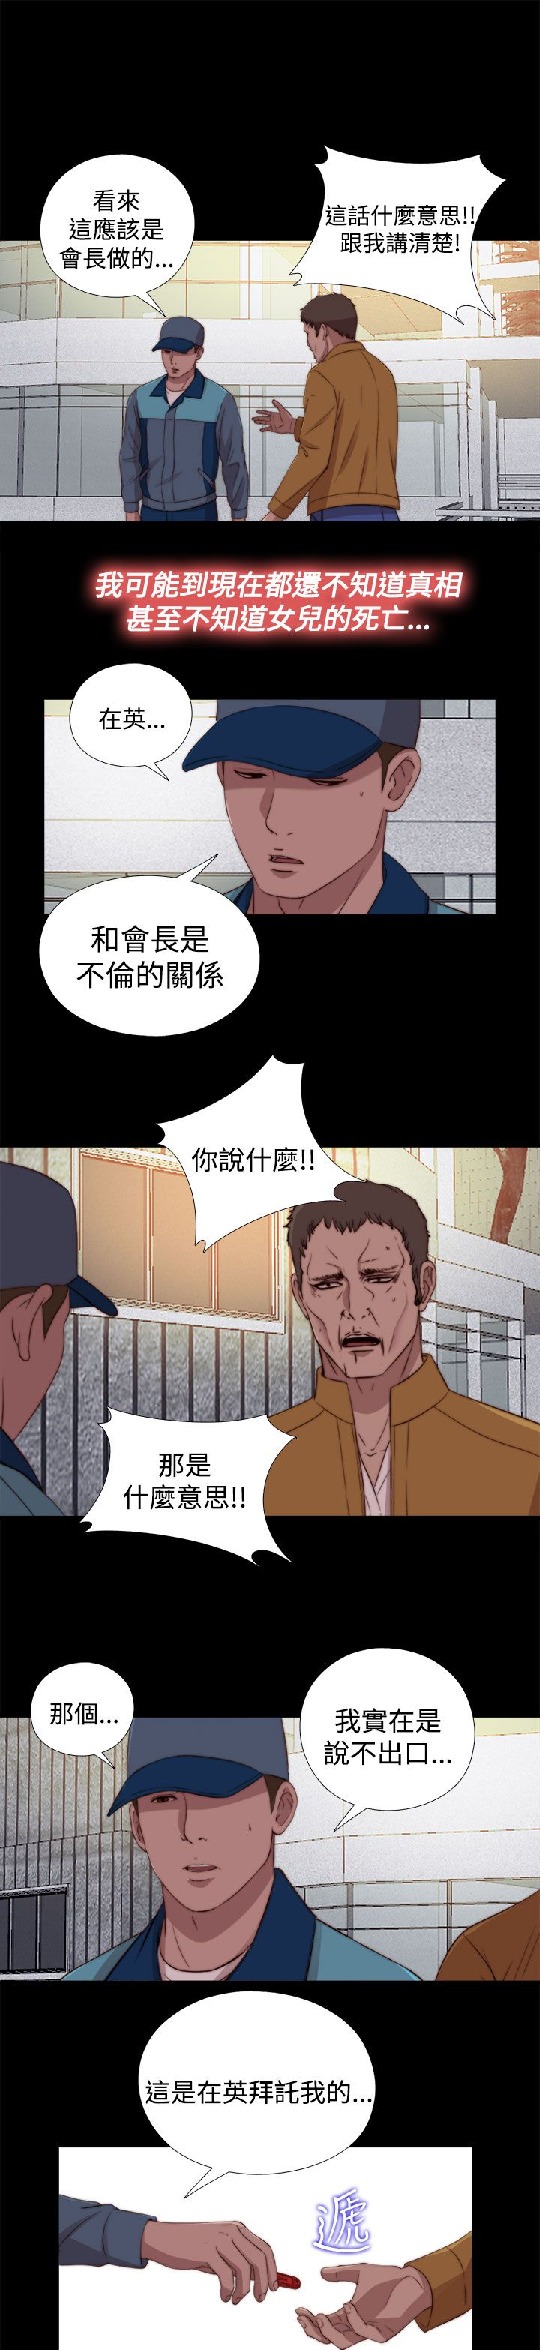 看來
這應該是
會長做的...
這話什麼意思!!
跟我講清楚!
我可能到現在都還不知道真相
甚至不知道女兒的死亡...
在英...
和會長是
不倫的關係
你說什麼!!
那是
什麼意思!!
那個...
我實在是
說不出口...
這是在英拜託我的...
遞